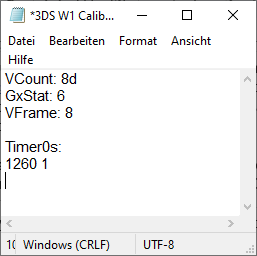 *3DS W1 Calib...
Datei Bearbeiten Format Ansicht
Hilfe
VCount: 8d
GxStat: 6
VFrame: 8

Timer0s:
1260 1
10 Windows (CRLF) UTF-8